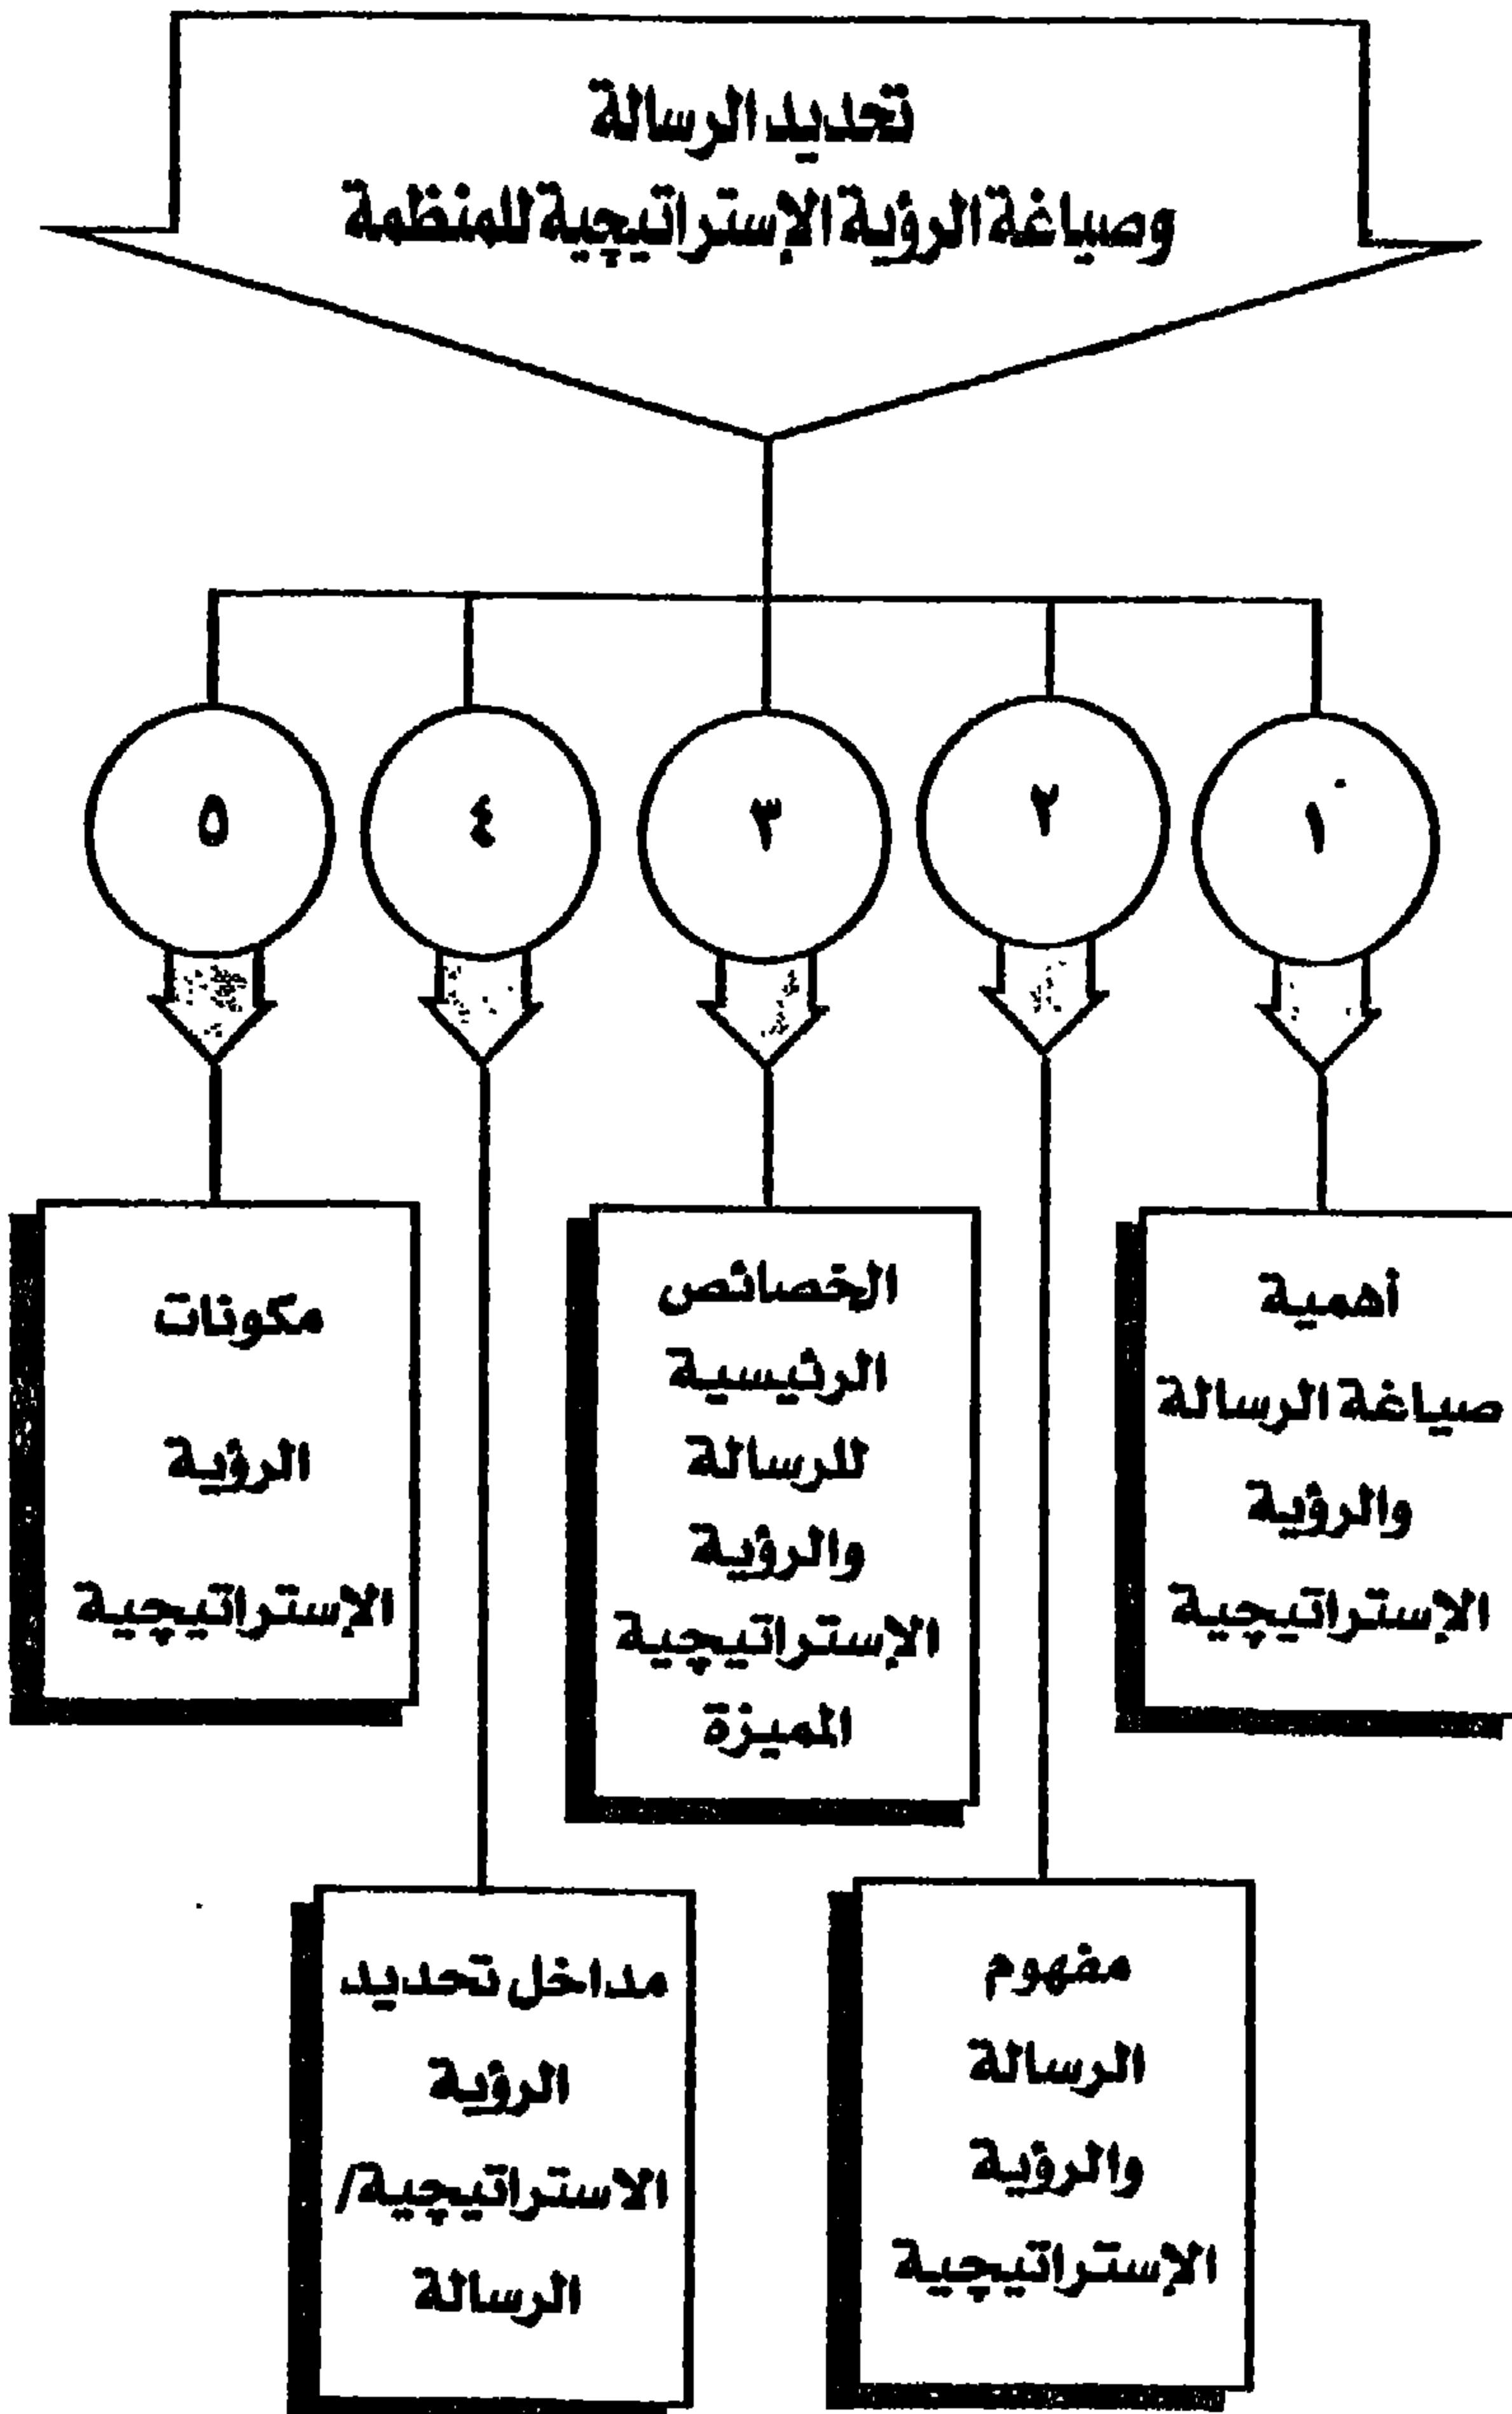 تحديد الرسالة
وصياغة الرؤية الإستراتيجية للمنظمة
١
٢
٣
٤
٥
أهمية
صياغة الرسالة
والرؤية
الإستراتيجية
مفهوم
الرسالة
والرؤية
الإستراتيجية
الخصائص
الرئيسية
للرسالة
والرؤية
الإستراتيجية
المميزة
مداخل تحديد
الرؤية
الاستراتيجية/
الرسالة
مكونات
الرؤية
الإستراتيجية